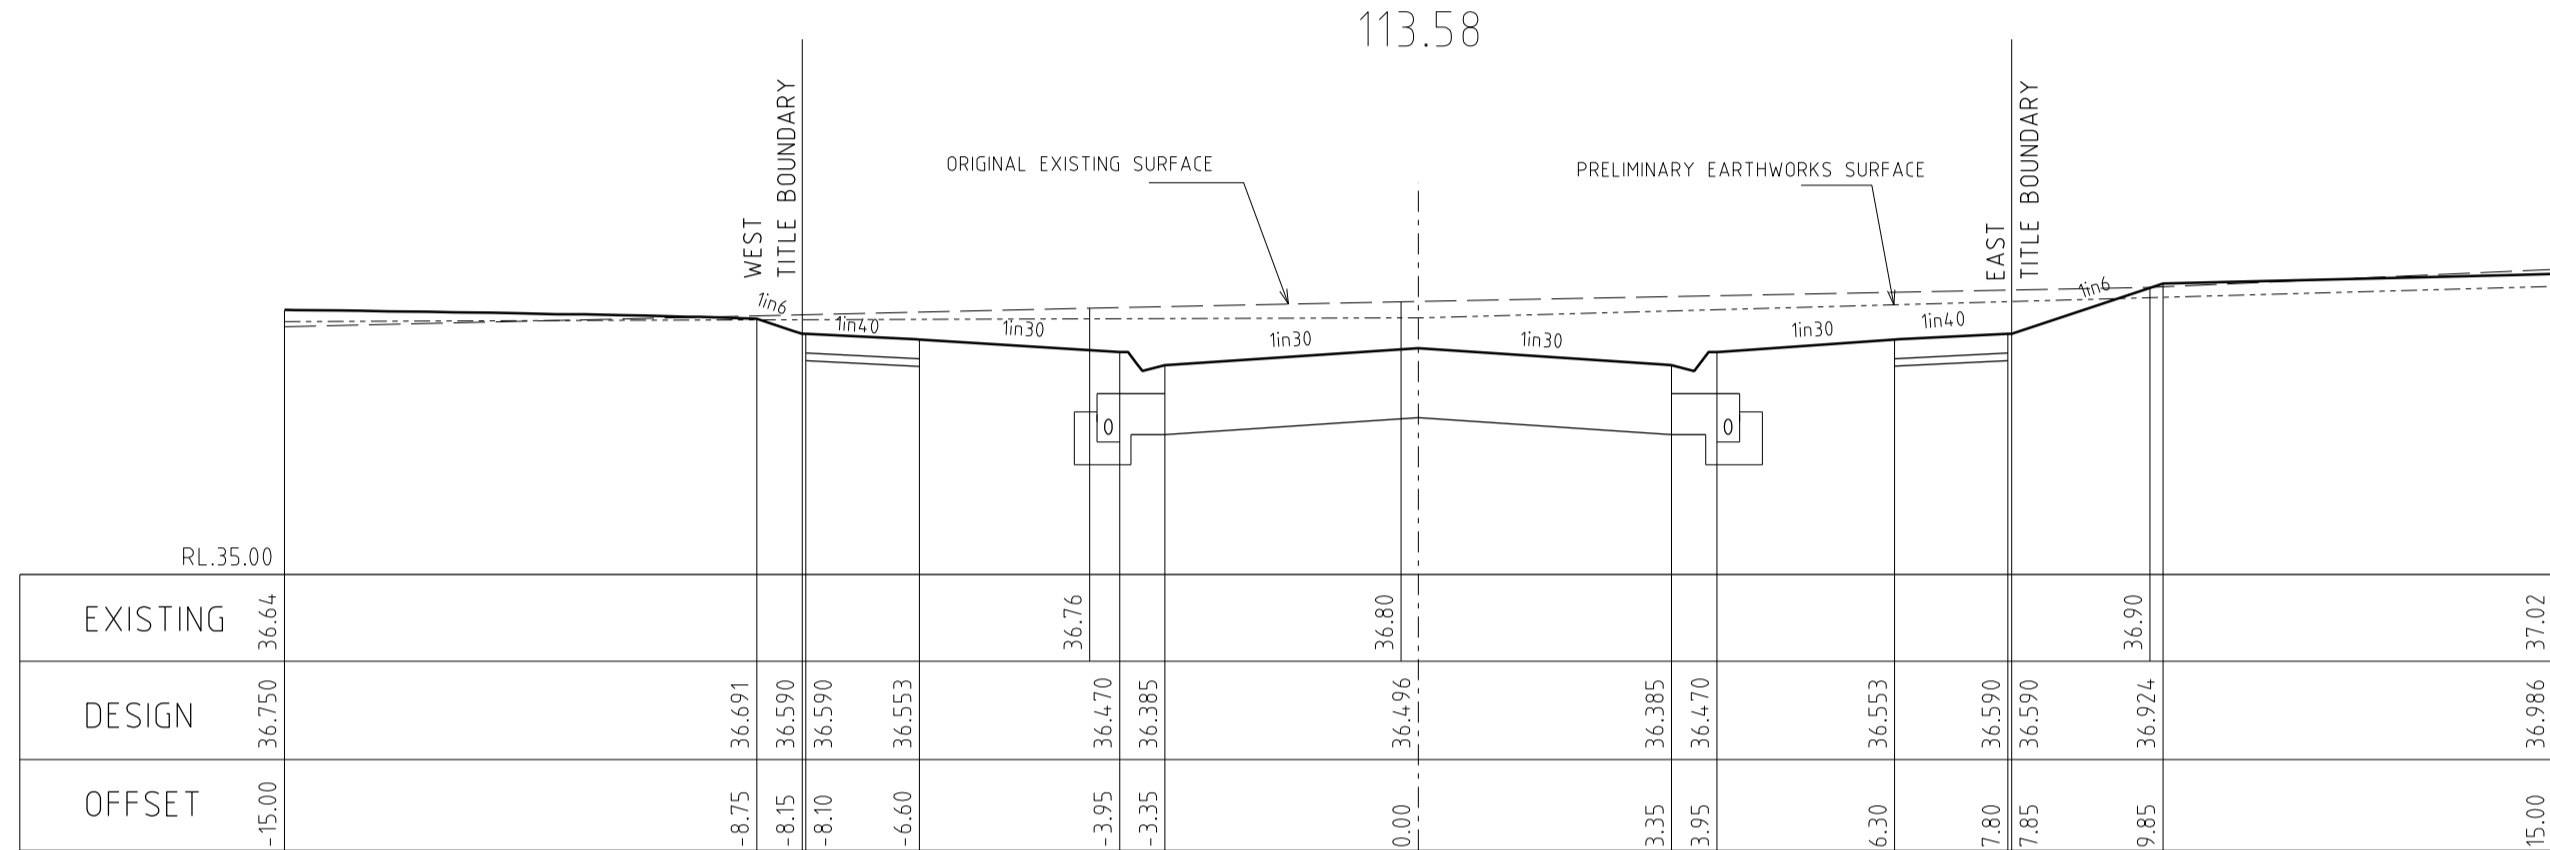 113.58
WEST
TITLE BOUNDARY
ORIGINAL EXISTING SURFACE
PRELIMINARY EARTHWORKS SURFACE
EAST
TITLE BOUNDARY
1in6
1in40
1in30
1in30
1in30
1in30
1in40
1in6
0
0
RL.35.00
EXISTING 36.64 36.76 36.80 36.90 37.02
DESIGN 36.750 36.691 36.590 36.590 36.553 36.470 36.385 36.496 36.385 36.470 36.553 36.590 36.590 36.924 36.986
OFFSET -15.00 -8.75 -8.15 -8.10 -6.60 -3.95 -3.35 0.00 3.35 3.95 6.30 7.80 7.85 9.85 15.00